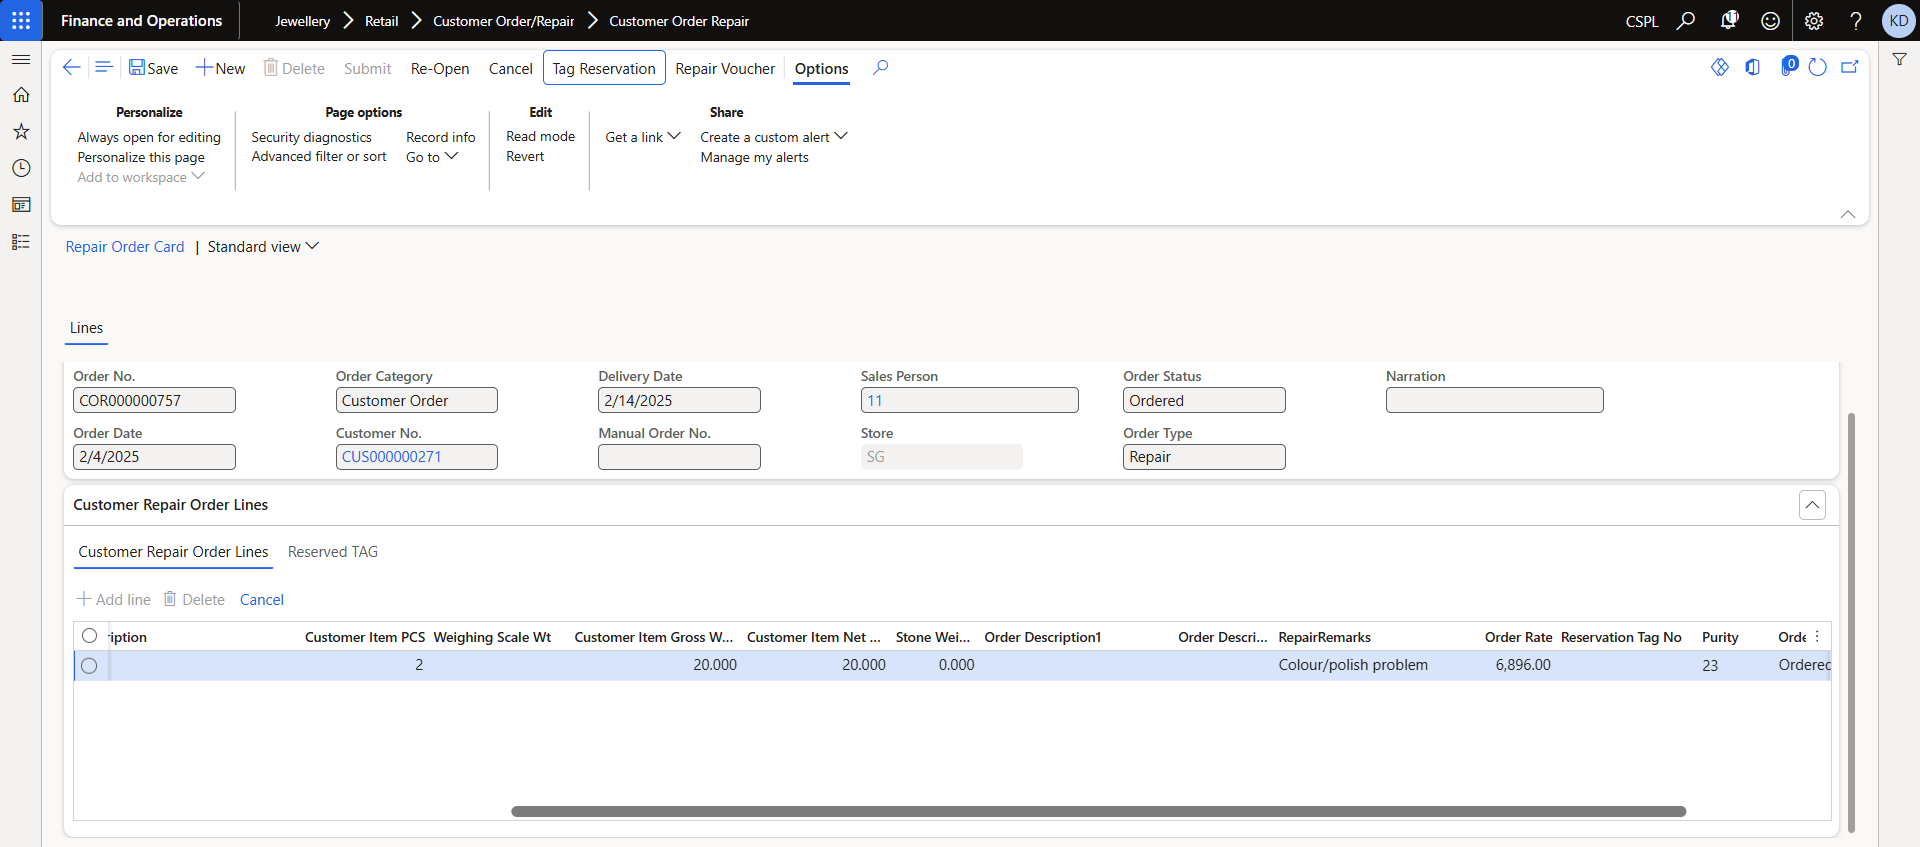 Finance and Operations Jewellery Retail Customer Order/Repair Customer Order Repair CSPL 11 KD
Save New Delete Submit Re-Open Cancel Tag Reservation Repair Voucher Options 0
Personalize Page options Edit Share
Always open for editing Security diagnostics Record info Read mode Get a link Create a custom alert
Personalize this page Advanced filter or sort Go to Revert Manage my alerts
Add to workspace
Repair Order Card | Standard view
Lines
Order No. Order Category Delivery Date Sales Person Order Status Narration
COR000000757 Customer Order 2/14/2025 11 Ordered
Order Date Customer No. Manual Order No. Store Order Type
2/4/2025 CUS000000271 SG Repair
Customer Repair Order Lines
Customer Repair Order Lines Reserved TAG
Add line Delete Cancel
ription Customer Item PCS Weighing Scale Wt Customer Item Gross W... Customer Item Net ... Stone Wei... Order Description1 Order Descri... RepairRemarks Order Rate Reservation Tag No Purity Orde
2 20.000 20.000 0.000 Colour/polish problem 6,896.00 23 Ordered